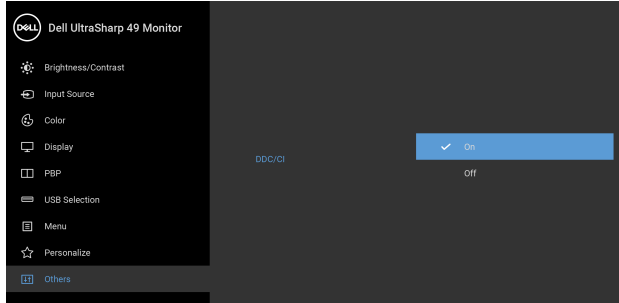 DELL Dell UltraSharp 49 Monitor
Brightness/Contrast
Input Source
Color
Display
PBP
USB Selection
Menu
Personalize
Others
DDC/CI
On
Off